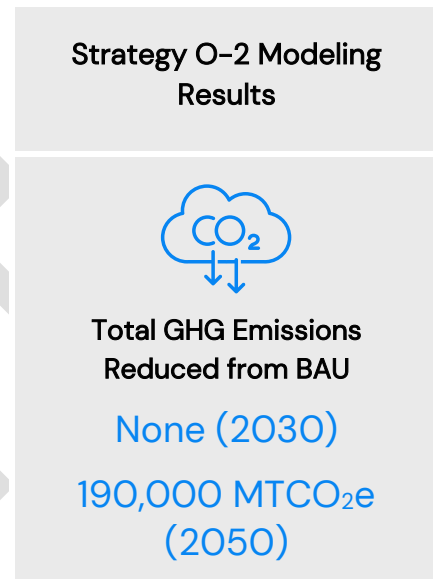 Strategy O-2 Modeling
Results
CO₂
Total GHG Emissions
Reduced from BAU
None (2030)
190,000 MTCO₂e
(2050)